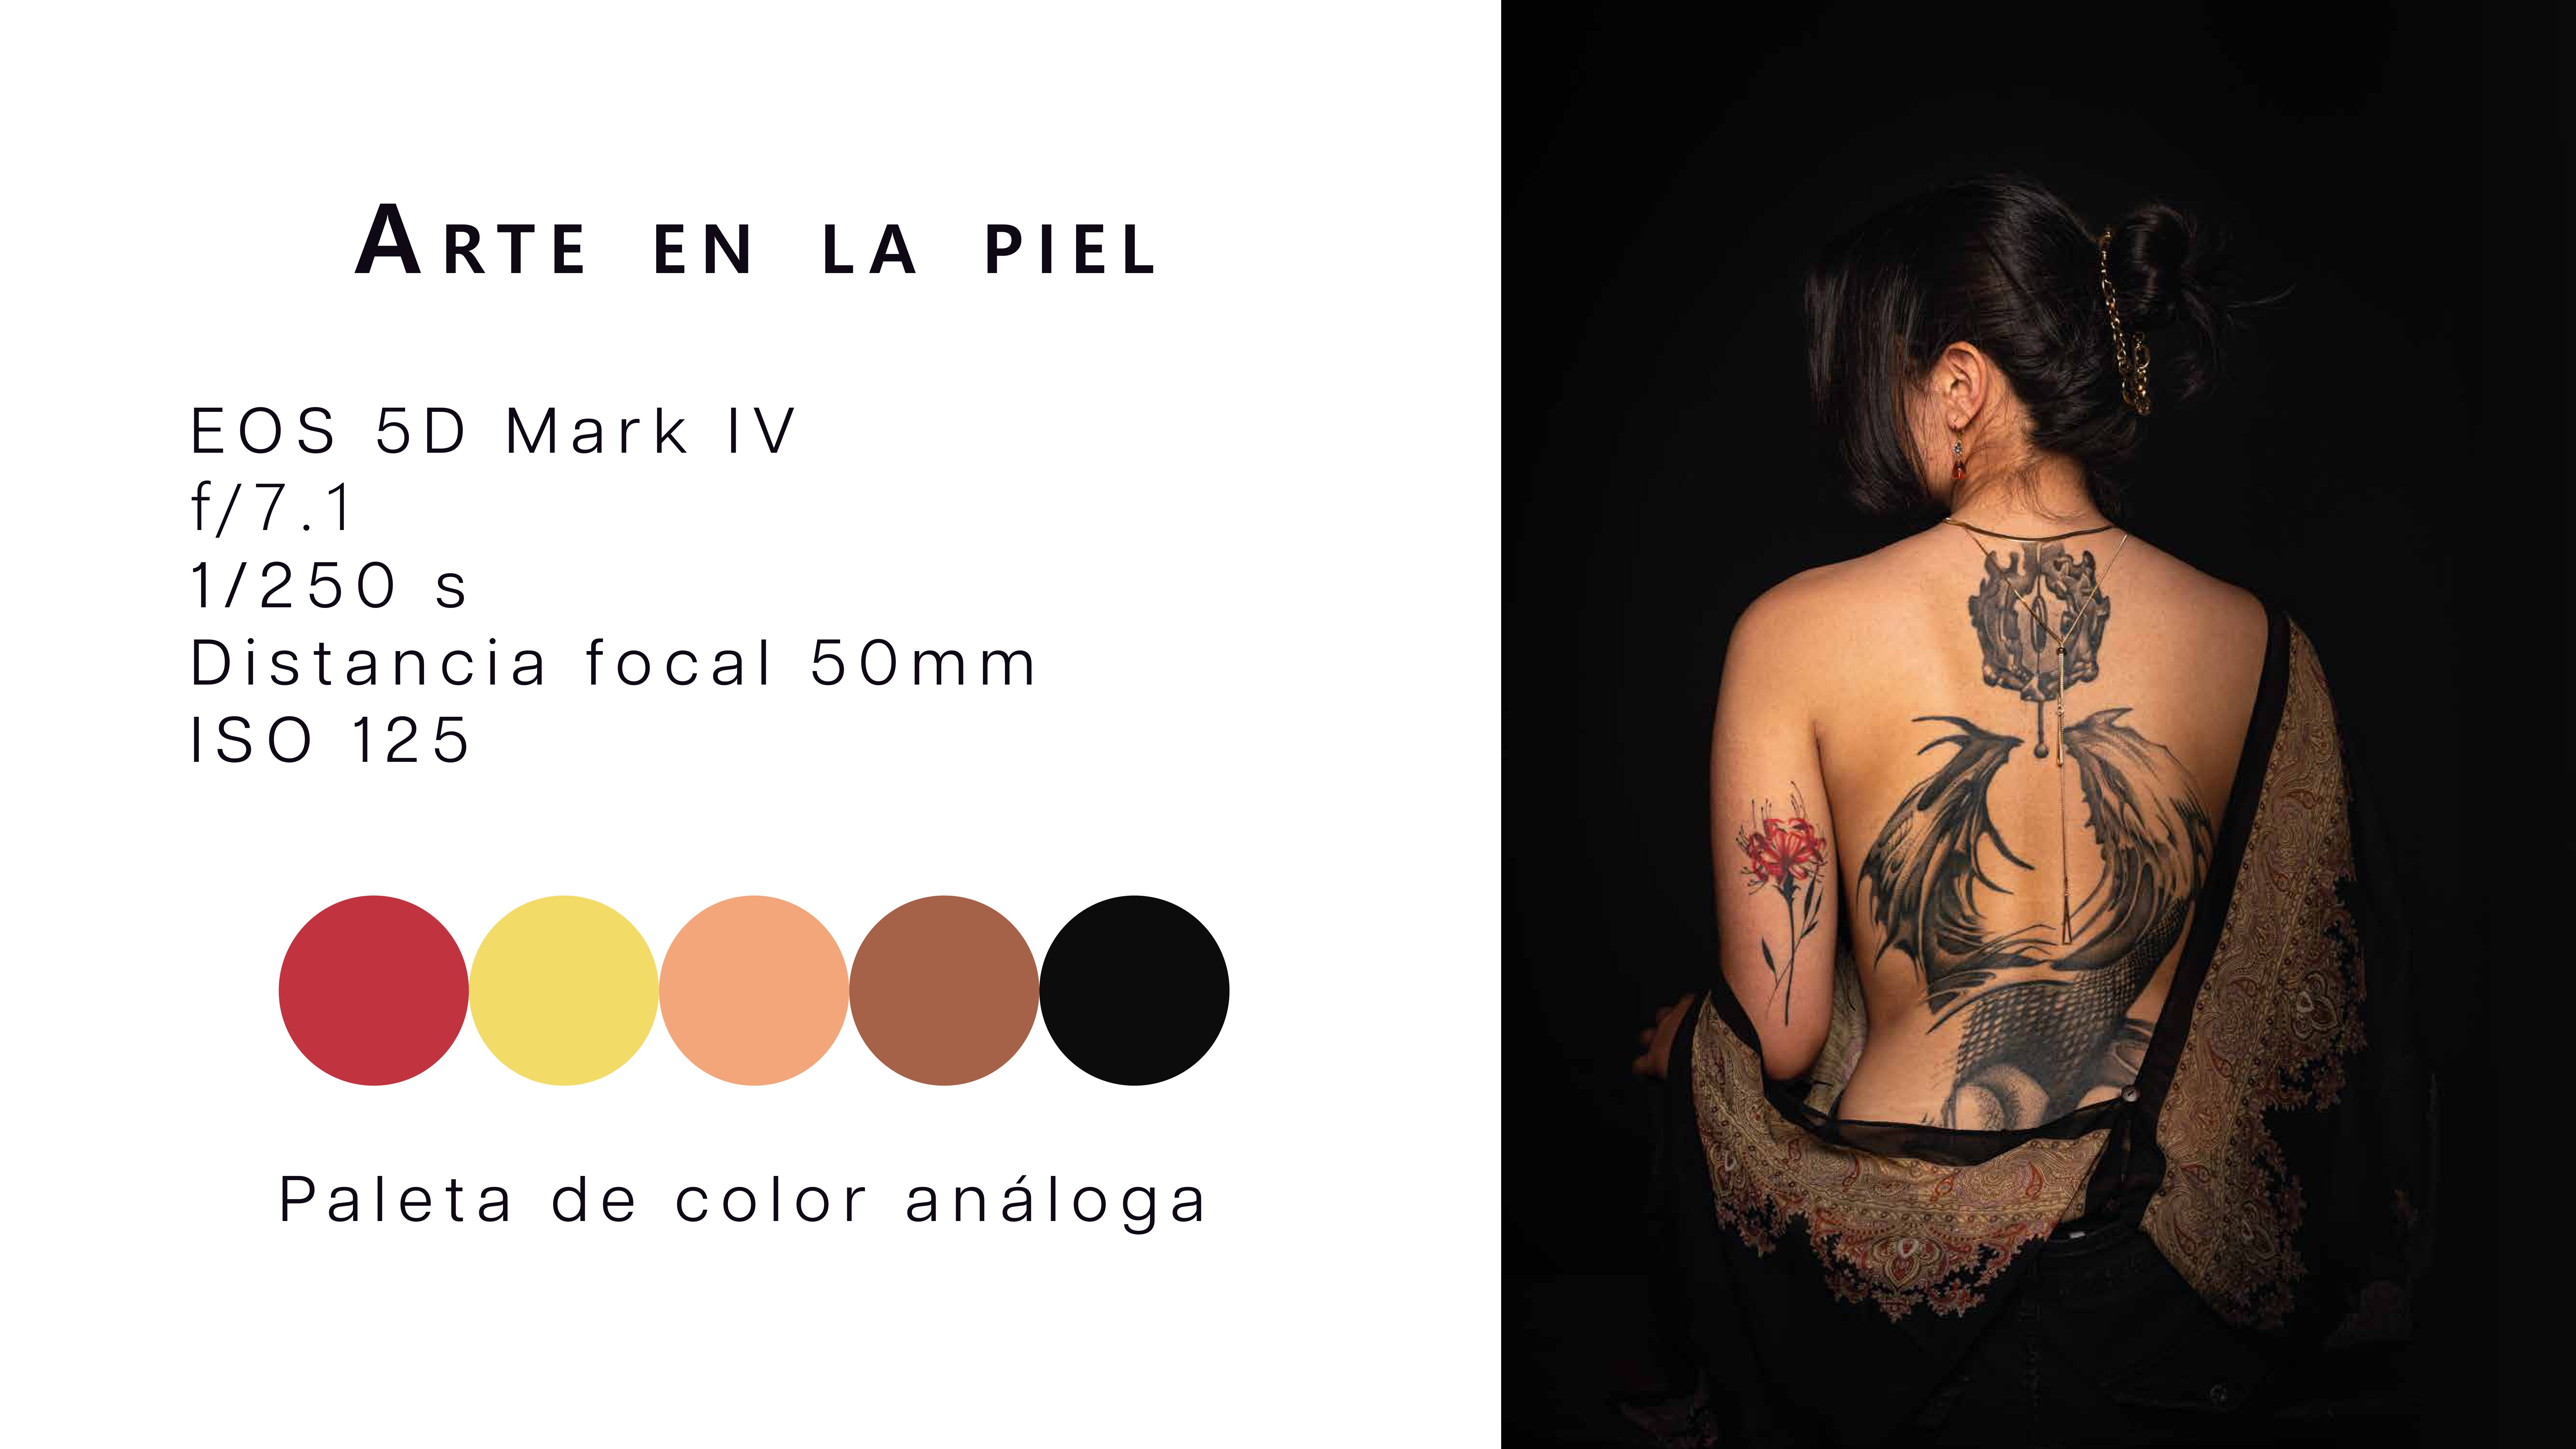 Arte en la piel
EOS 5D Mark IV
f/7.1
1/250 s
Distancia focal 50mm
ISO 125
Paleta de color análoga